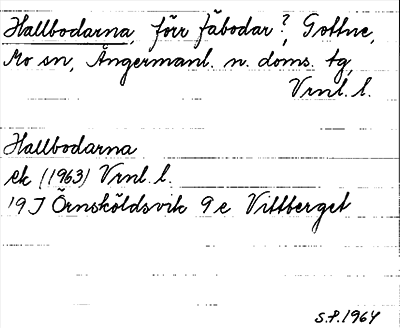 Hallbodarna, förr fäbodar?, Gottne,
Mo sn, Ångermanl. n. doms. tg,
Vrnl. l.
Hallbodarna
ek (1963) Vrnl. l.
19 J Örnsköldsvik 9 e Vittberget
S.P. 1964